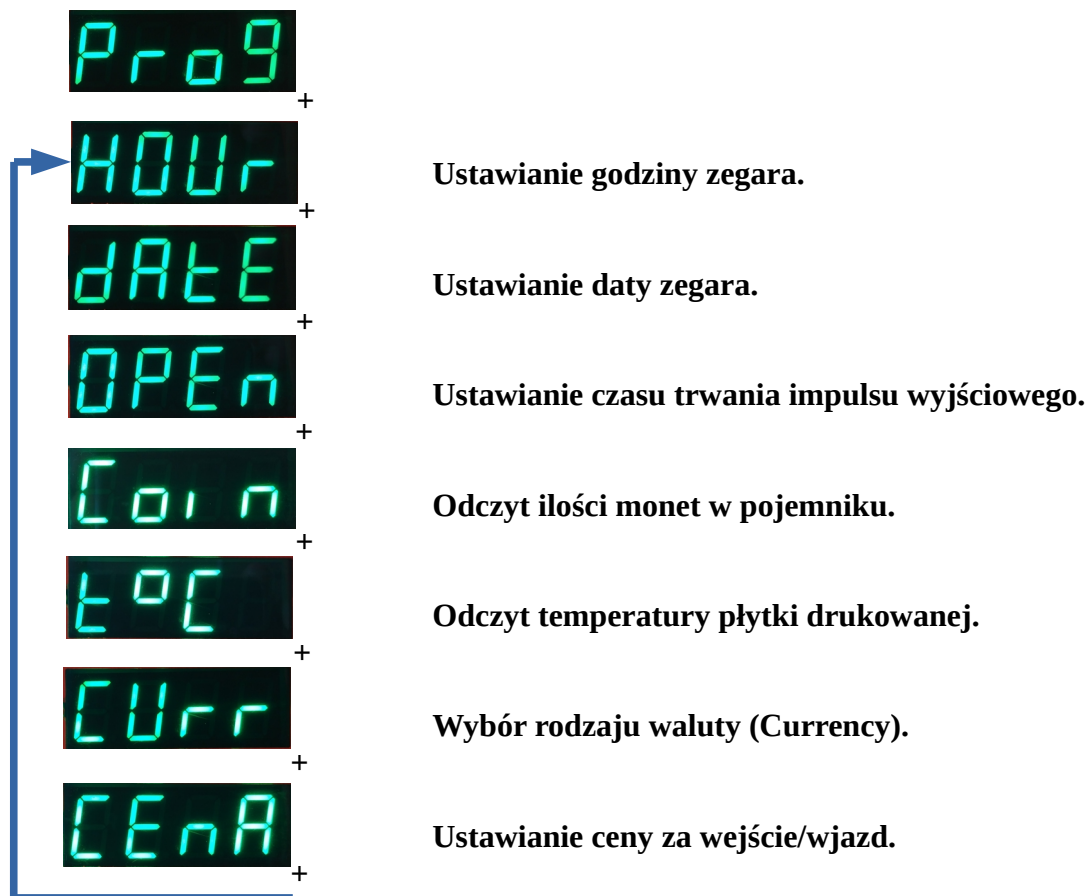 Prog
+
HOUr
Ustawianie godziny zegara.
+
dAtE
Ustawianie daty zegara.
+
OPEn
Ustawianie czasu trwania impulsu wyjściowego.
+
Coin
Odczyt ilości monet w pojemniku.
+
t°C
Odczyt temperatury płytki drukowanej.
+
CUrr
Wybór rodzaju waluty (Currency).
+
CEnA
Ustawianie ceny za wejście/wjazd.
+